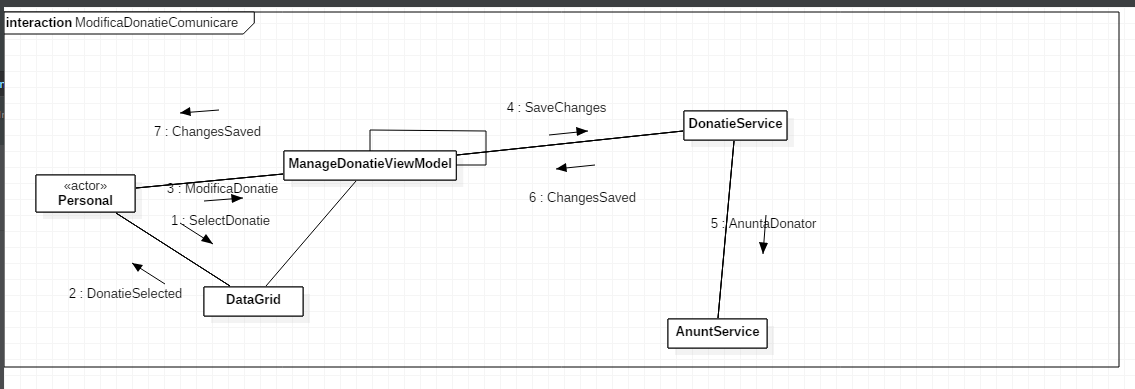 interaction ModificaDonatieComunicare
4 : SaveChanges
7 : ChangesSaved
DonatieService
ManageDonatieViewModel
«actor»
Personal
3 : ModificaDonatie
6 : ChangesSaved
1 : SelectDonatie
5 : AnuntaDonator
2 : DonatieSelected
DataGrid
AnuntService